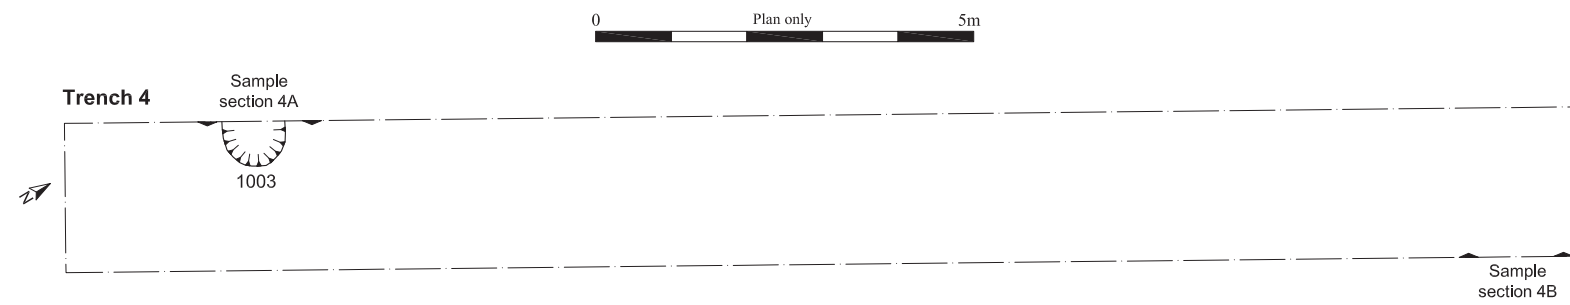 0 Plan only 5m
Sample
section 4A
Trench 4
1003
N
Sample
section 4B